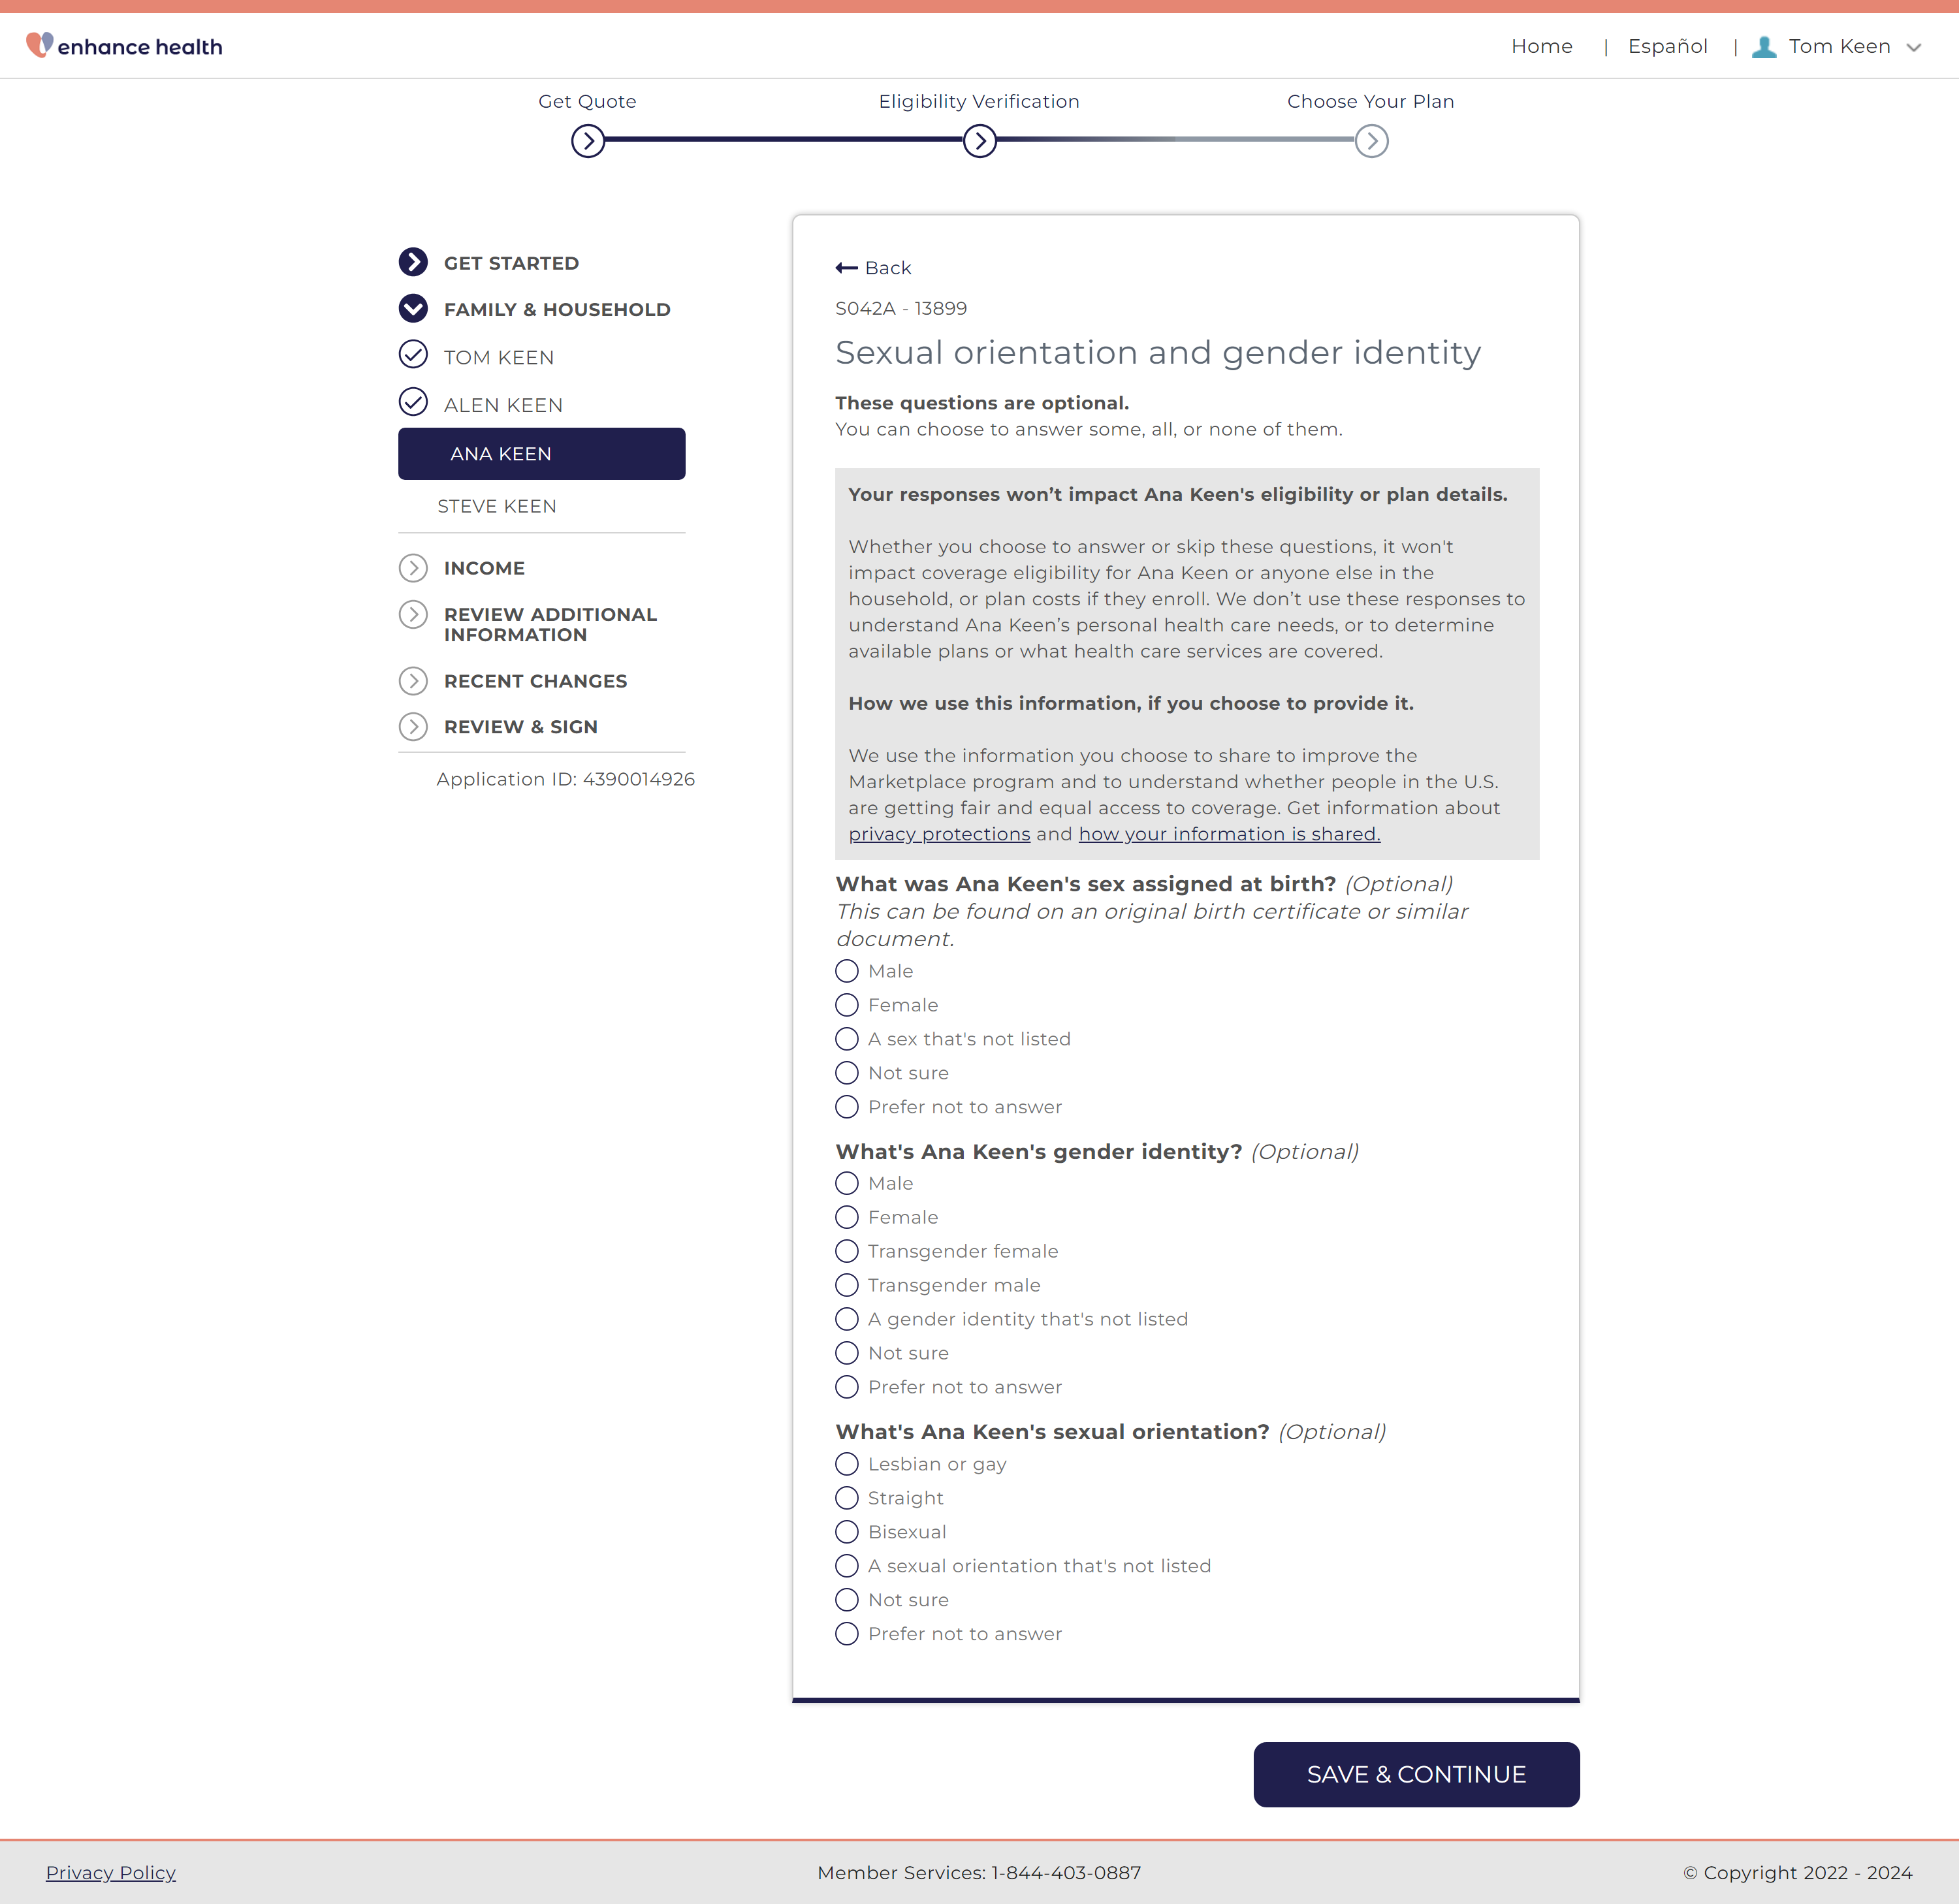 enhance health
Home | Español | Tom Keen
Get Quote
Eligibility Verification
Choose Your Plan
GET STARTED
FAMILY & HOUSEHOLD
TOM KEEN
ALEN KEEN
ANA KEEN
STEVE KEEN
INCOME
REVIEW ADDITIONAL
INFORMATION
RECENT CHANGES
REVIEW & SIGN
Application ID: 4390014926
Back
S042A - 13899
Sexual orientation and gender identity
These questions are optional.
You can choose to answer some, all, or none of them.
Your responses won’t impact Ana Keen's eligibility or plan details.
Whether you choose to answer or skip these questions, it won't
impact coverage eligibility for Ana Keen or anyone else in the
household, or plan costs if they enroll. We don’t use these responses to
understand Ana Keen’s personal health care needs, or to determine
available plans or what health care services are covered.
How we use this information, if you choose to provide it.
We use the information you choose to share to improve the
Marketplace program and to understand whether people in the U.S.
are getting fair and equal access to coverage. Get information about
privacy protections and how your information is shared.
What was Ana Keen's sex assigned at birth? (Optional)
This can be found on an original birth certificate or similar
document.
Male
Female
A sex that's not listed
Not sure
Prefer not to answer
What's Ana Keen's gender identity? (Optional)
Male
Female
Transgender female
Transgender male
A gender identity that's not listed
Not sure
Prefer not to answer
What's Ana Keen's sexual orientation? (Optional)
Lesbian or gay
Straight
Bisexual
A sexual orientation that's not listed
Not sure
Prefer not to answer
SAVE & CONTINUE
Privacy Policy
Member Services: 1-844-403-0887
© Copyright 2022 - 2024